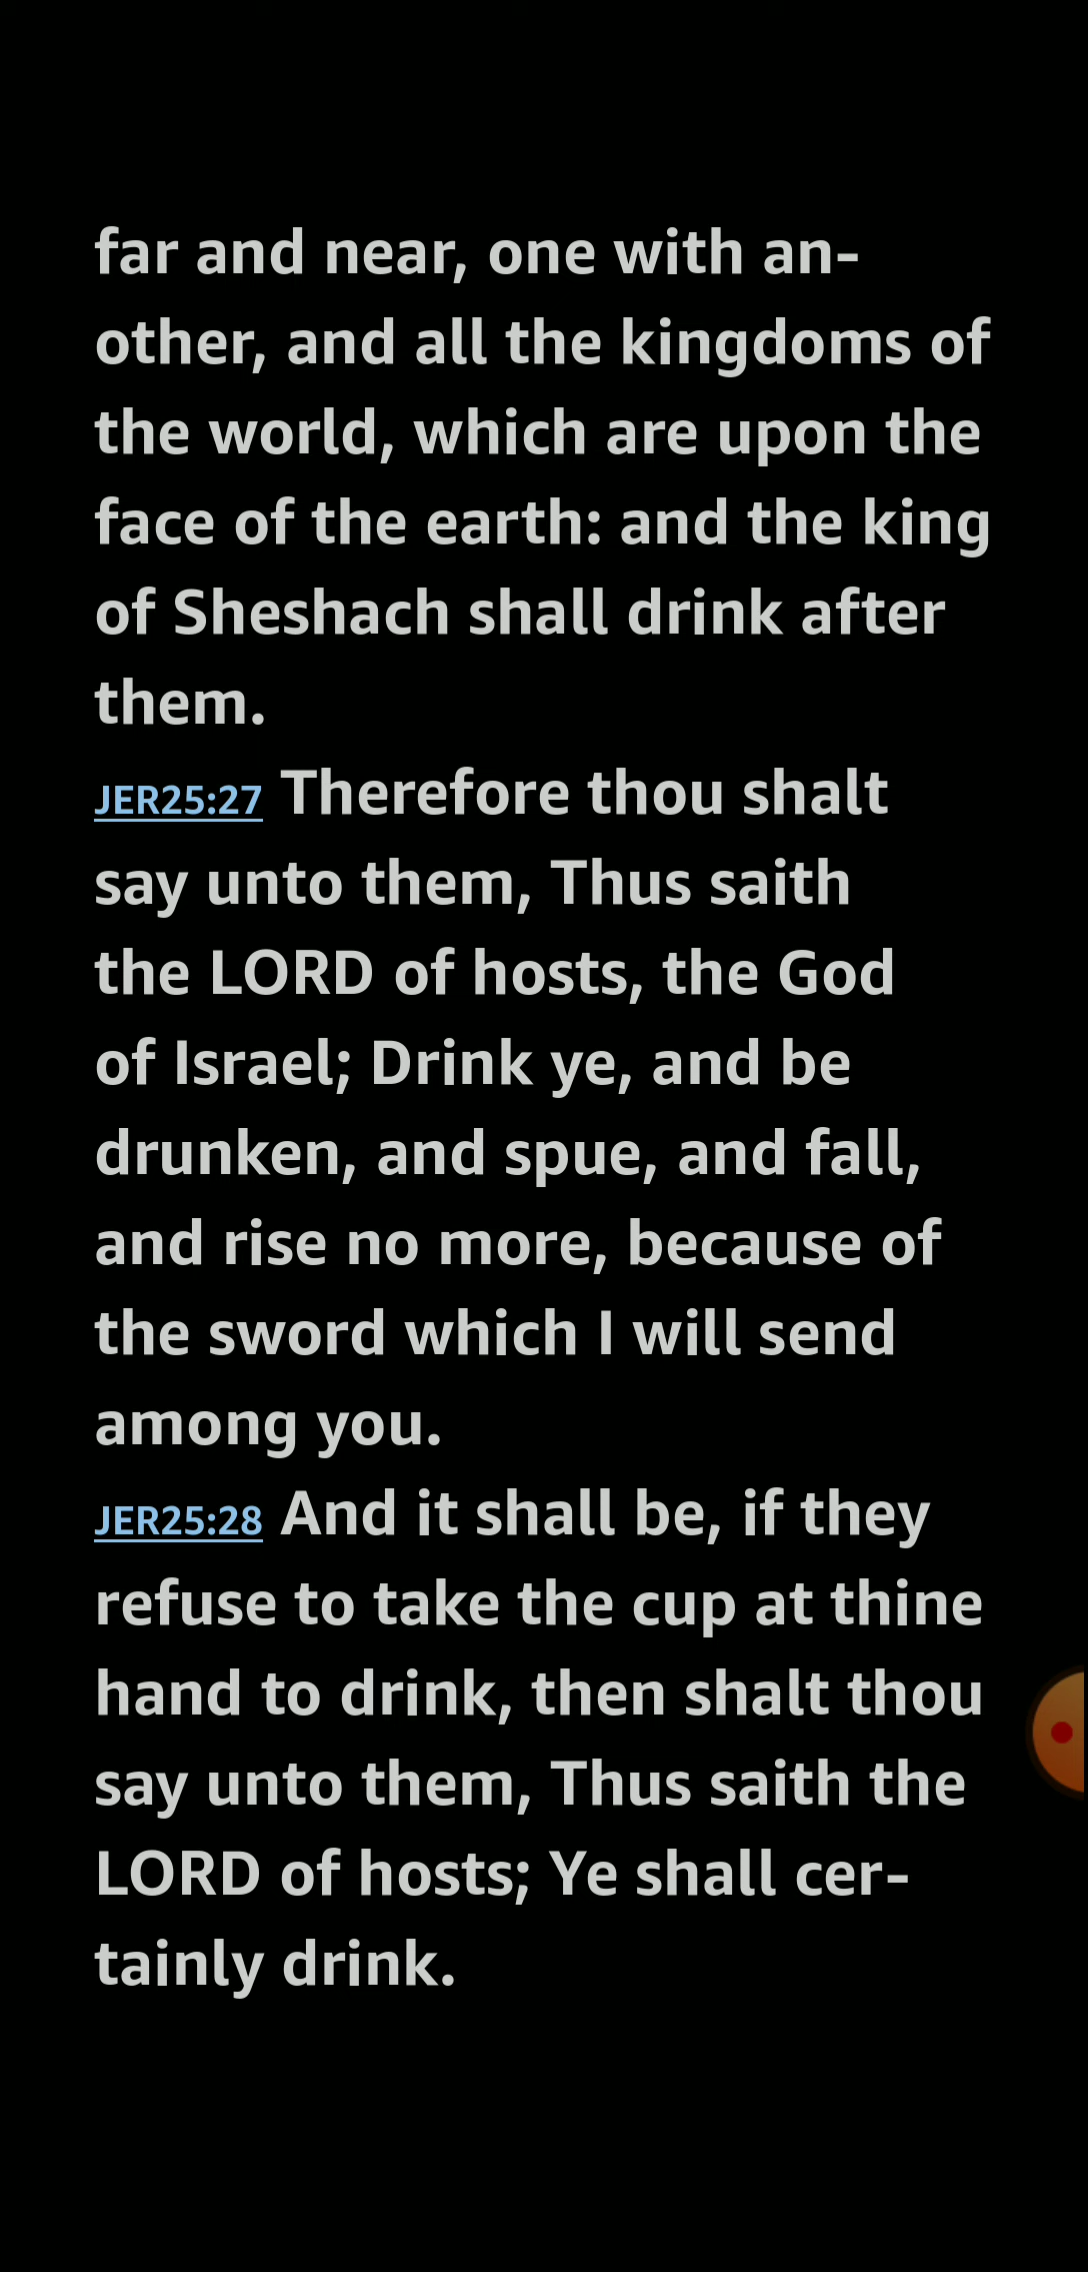 far and near, one with an-
other, and all the kingdoms of
the world, which are upon the
face of the earth: and the king
of Sheshach shall drink after
them.
JER25:27 Therefore thou shalt
say unto them, Thus saith
the LORD of hosts, the God
of Israel; Drink ye, and be
drunken, and spue, and fall,
and rise no more, because of
the sword which I will send
among you.
JER25:28 And it shall be, if they
refuse to take the cup at thine
hand to drink, then shalt thou
say unto them, Thus saith the
LORD of hosts; Ye shall cer-
tainly drink.